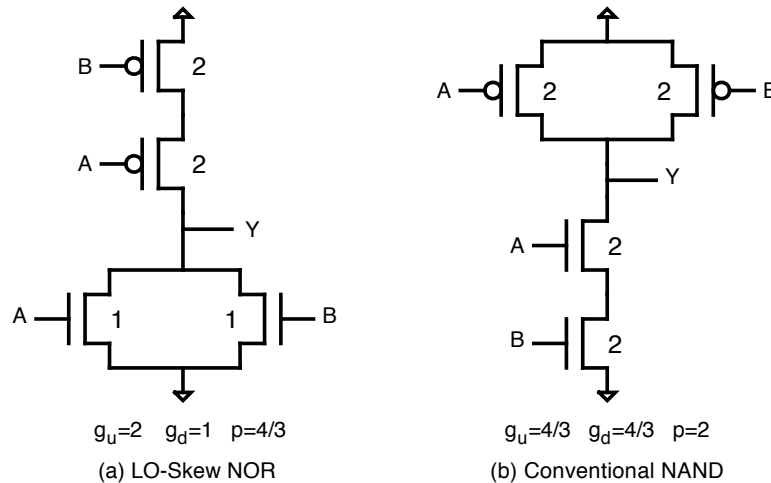 B 2
A 2
Y
A 1 1 B
g_u=2 g_d=1 p=4/3
(a) LO-Skew NOR
A 2 2 B
Y
A 2
B 2
g_u=4/3 g_d=4/3 p=2
(b) Conventional NAND